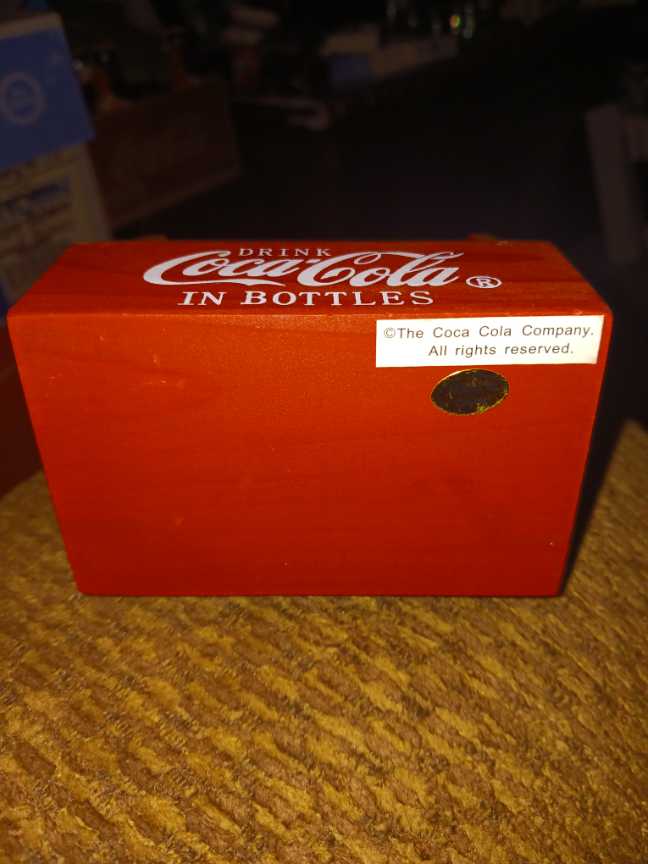 DRINK
Coca-Cola ®
IN BOTTLES
©The Coca Cola Company.
All rights reserved.